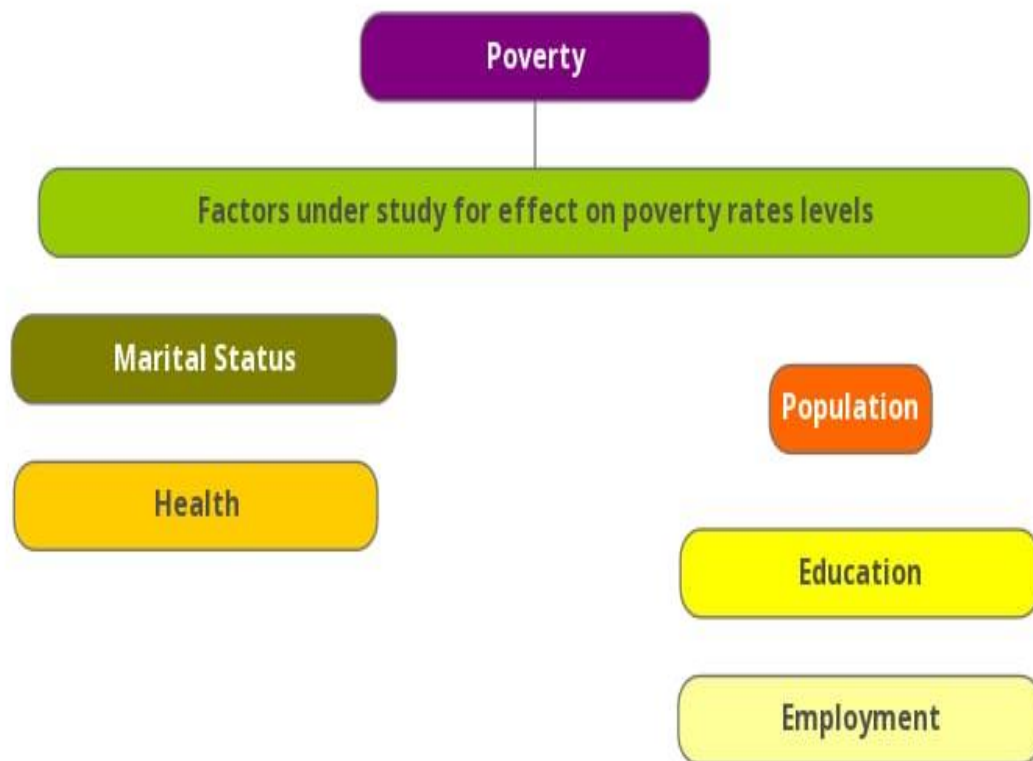 Poverty
Factors under study for effect on poverty rates levels
Marital Status
Population
Health
Education
Employment